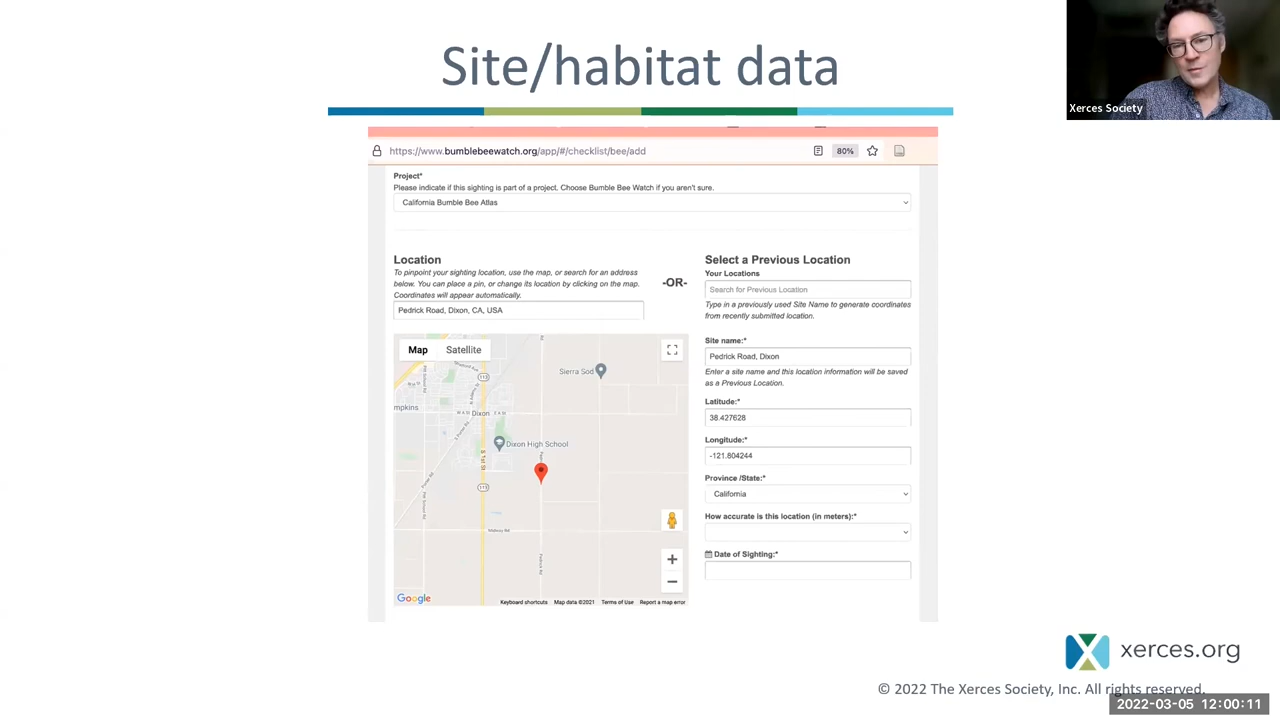 Site/habitat data
Xerces Society
https://www.bumblebeewatch.org/app/#/checklist/bee/add
80%
Project*
Please indicate if this sighting is part of a project. Choose Bumble Bee Watch if you aren't sure.
California Bumble Bee Atlas
Location
To pinpoint your sighting location, use the map, or search for an address
below. You can place a pin, or change its location by clicking on the map.
Coordinates will appear automatically.
Pedrick Road, Dixon, CA, USA
-OR-
Select a Previous Location
Your Locations
Search for Previous Location
Type in a previously used Site Name to generate coordinates
from recently submitted location.
Site name:*
Pedrick Road, Dixon
Enter a site name and this location information will be saved
as a Previous Location.
Latitude:*
38.427628
Longitude:*
-121.804244
Province /State:*
California
How accurate is this location (in meters):*
Date of Sighting:*
Map
Satellite
Sierra Sod
113
mpkins
Dixon
Dixon High School
S 1st St
113
Midway Rd
Google
Keyboard shortcuts
Map data ©2021
Terms of Use
Report a map error
xerces.org
© 2022 The Xerces Society, Inc. All rights reserved.
2022-03-05 12:00:11